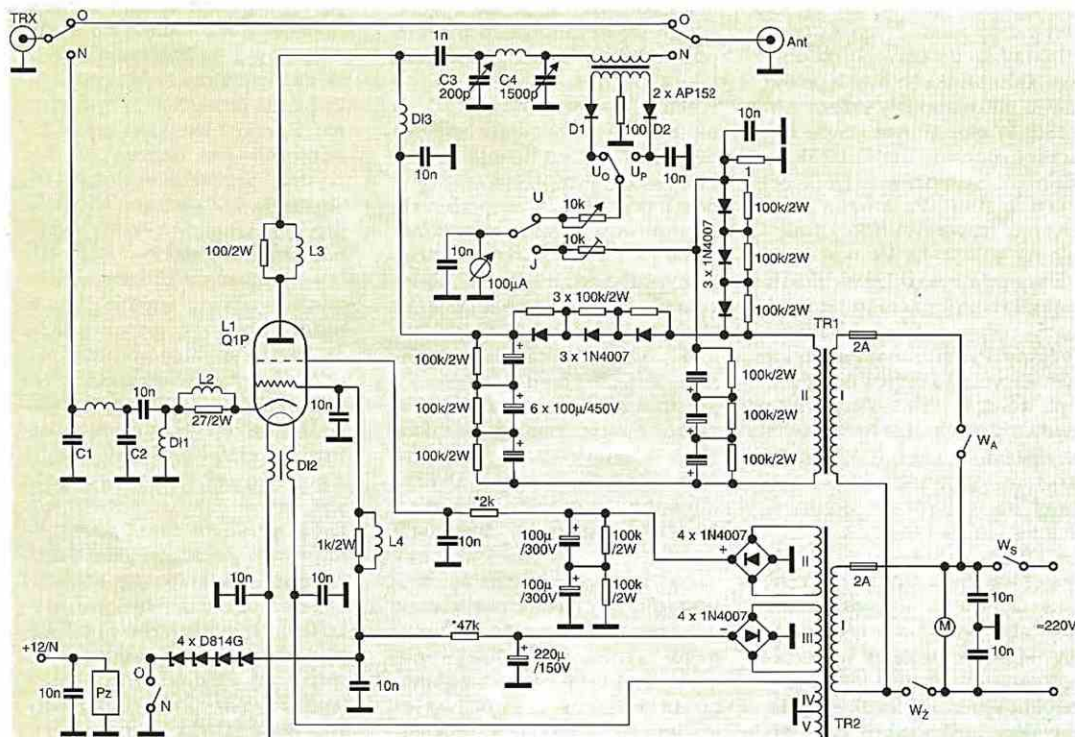 TRX
O
N
1n
C3
200p
C4
1500p
O
N
Ant
2 x AP152
D1
100
D2
10n
Dl3
10n
U
10k
10k
J
10n
100µA
10n
1
100k/2W
100k/2W
100k/2W
3 x 1N4007
100/2W
L3
3 x 100k/2W
3 x 1N4007
L1
Q1P
100k/2W
100k/2W
100k/2W
6 x 100µ/450V
100k/2W
100k/2W
100k/2W
TR1
II
I
2A
L2
10n
27/2W
C1
C2
Dl1
10n
Dl2
*2k
10n
1k/2W
L4
100µ
/300V
100µ
/300V
100k
/2W
100k
/2W
4 x 1N4007
+
II
4 x 1N4007
−
III
I
2A
M
WS
10n
10n
≈220V
10n
10n
*47k
220µ
/150V
4 x D814G
+12/N
10n
Pz
O
N
10n
IV
V
TR2